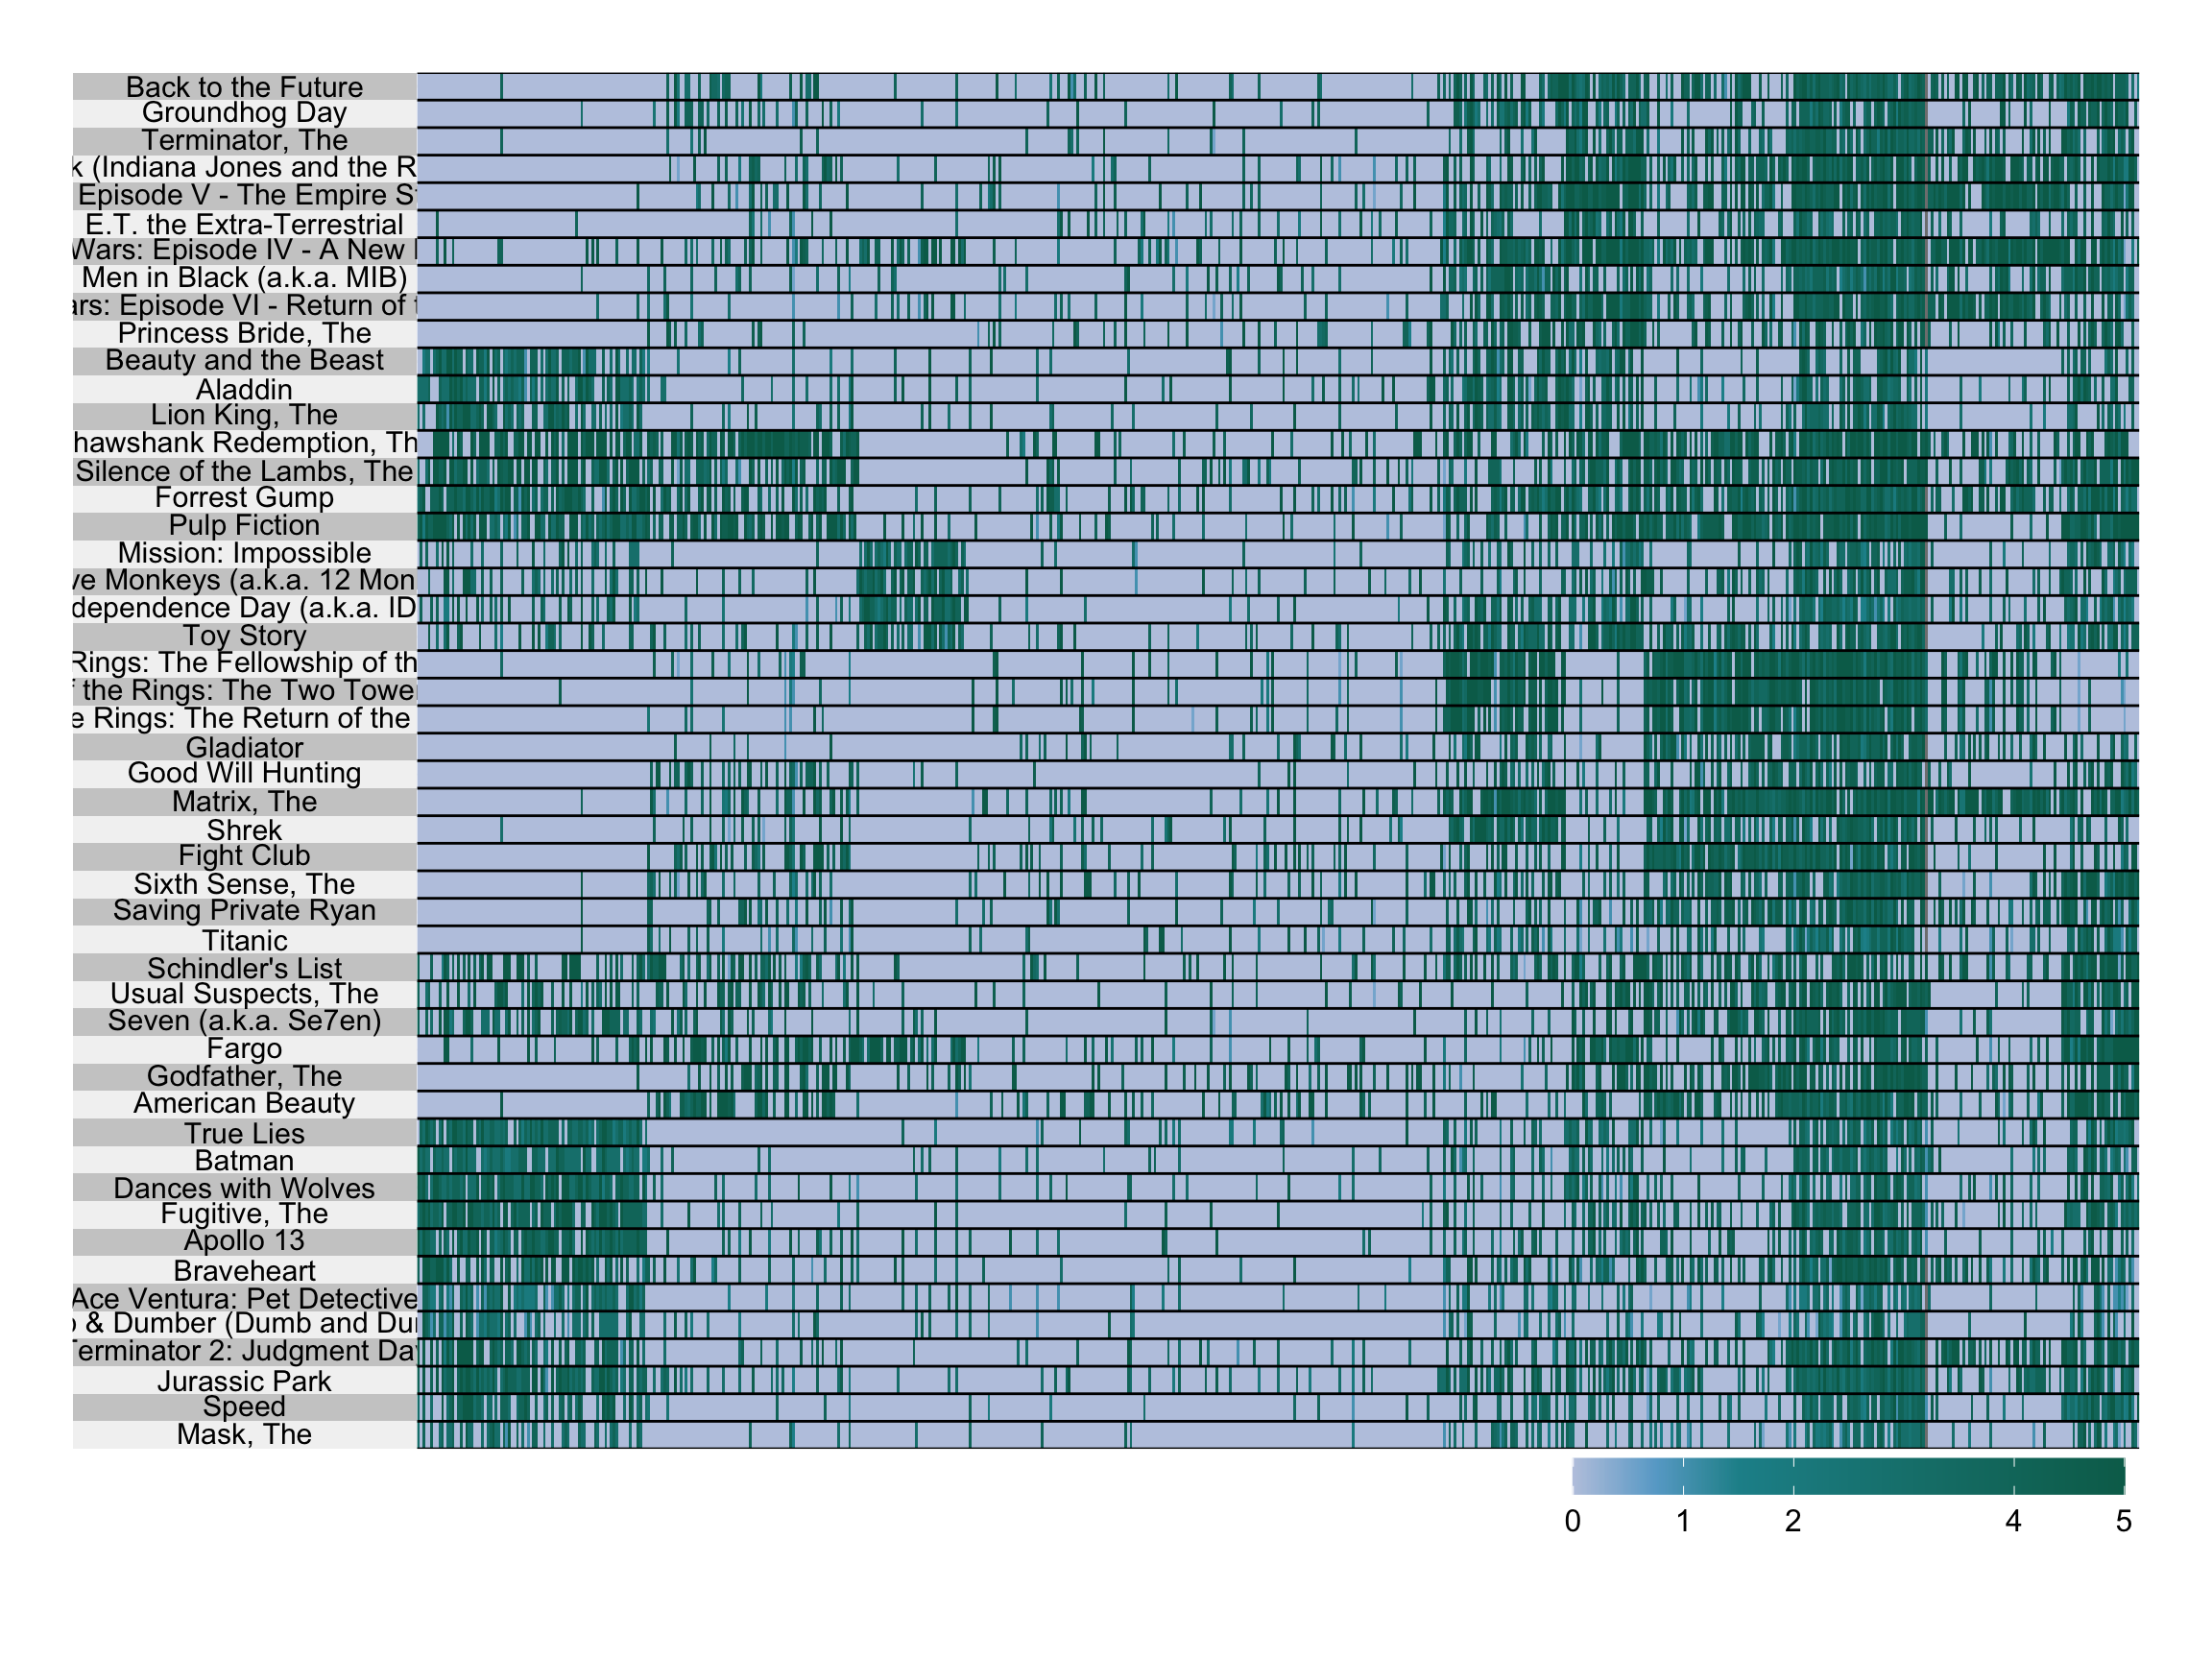 Back to the Future
Groundhog Day
Terminator, The
k (Indiana Jones and the R
Episode V - The Empire S
E.T. the Extra-Terrestrial
Wars: Episode IV - A New
Men in Black (a.k.a. MIB)
ars: Episode VI - Return of t
Princess Bride, The
Beauty and the Beast
Aladdin
Lion King, The
hawshank Redemption, Th
Silence of the Lambs, The
Forrest Gump
Pulp Fiction
Mission: Impossible
ve Monkeys (a.k.a. 12 Mon
dependence Day (a.k.a. ID
Toy Story
Rings: The Fellowship of th
f the Rings: The Two Tower
e Rings: The Return of the
Gladiator
Good Will Hunting
Matrix, The
Shrek
Fight Club
Sixth Sense, The
Saving Private Ryan
Titanic
Schindler's List
Usual Suspects, The
Seven (a.k.a. Se7en)
Fargo
Godfather, The
American Beauty
True Lies
Batman
Dances with Wolves
Fugitive, The
Apollo 13
Braveheart
Ace Ventura: Pet Detective
& Dumber (Dumb and Dum
Terminator 2: Judgment Day
Jurassic Park
Speed
Mask, The
0 1 2 4 5